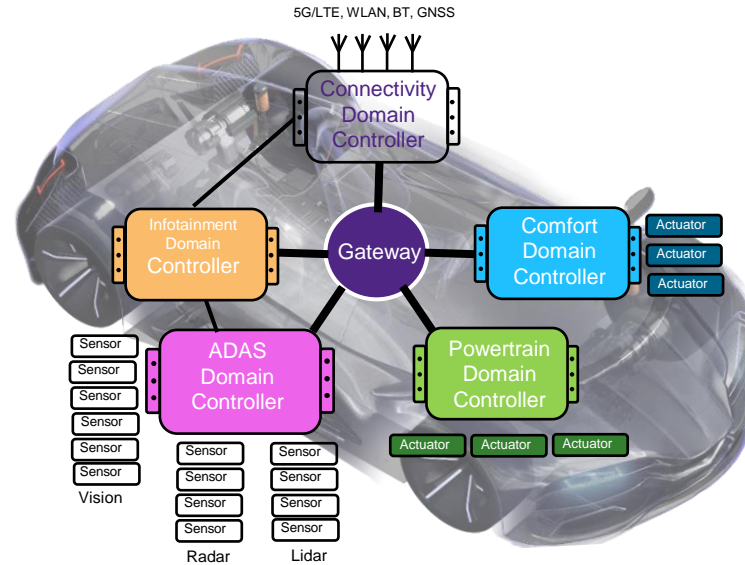 5G/LTE, WLAN, BT, GNSS
Connectivity
Domain
Controller
Infotainment
Domain
Controller
Gateway
Comfort
Domain
Controller
Actuator
Actuator
Actuator
ADAS
Domain
Controller
Powertrain
Domain
Controller
Sensor
Sensor
Sensor
Sensor
Sensor
Sensor
Vision
Sensor
Sensor
Sensor
Sensor
Radar
Sensor
Sensor
Sensor
Sensor
Lidar
Actuator
Actuator
Actuator